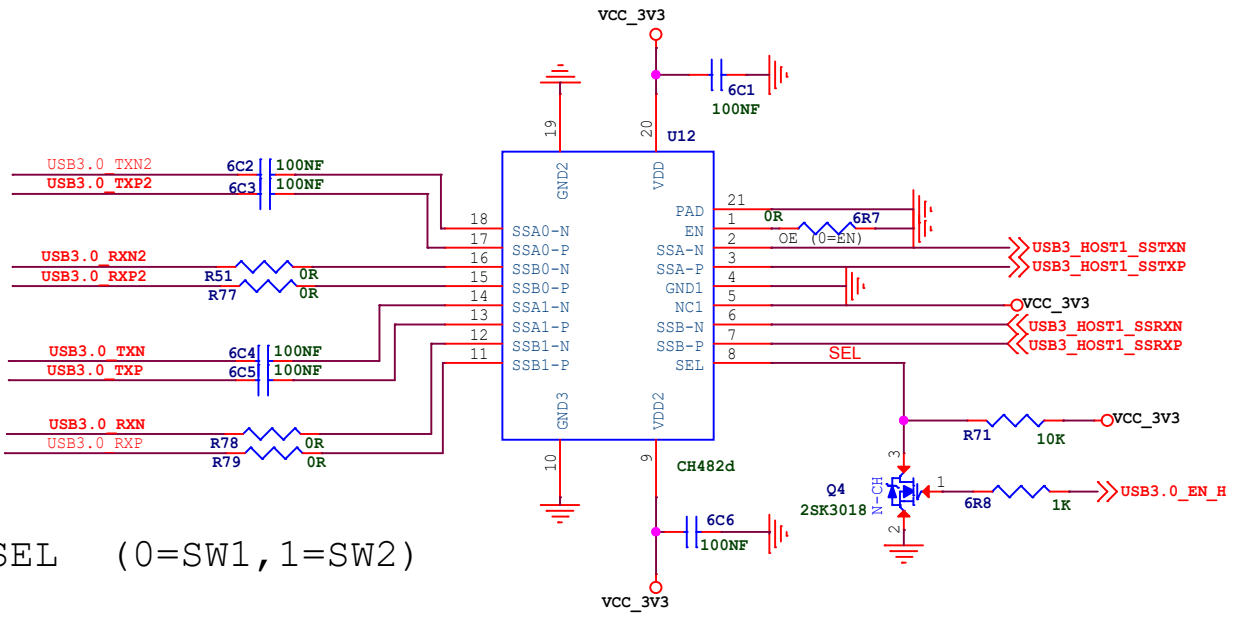 VCC_3V3
6C1
100NF
19
20
U12
GND2
VDD
USB3.0_TXN2
6C2
100NF
USB3.0_TXP2
6C3
100NF
USB3.0_RXN2
R51
0R
USB3.0_RXP2
R77
0R
USB3.0_TXN
6C4
100NF
USB3.0_TXP
6C5
100NF
USB3.0_RXN
R78
0R
USB3.0_RXP
R79
0R
18 SSA0-N
17 SSA0-P
16 SSB0-N
15 SSB0-P
14 SSA1-N
13 SSA1-P
12 SSB1-N
11 SSB1-P
PAD 21
EN 1
SSA-N 2
SSA-P 3
GND1 4
NC1 5
SSB-N 6
SSB-P 7
SEL 8
0R
6R7
OE (0=EN)
USB3_HOST1_SSTXN
USB3_HOST1_SSTXP
VCC_3V3
USB3_HOST1_SSRXN
USB3_HOST1_SSRXP
SEL
GND3
VDD2
10
9
CH482d
R71
10K
VCC_3V3
3
Q4
2SK3018
N-CH
1
2
6R8
1K
USB3.0_EN_H
6C6
100NF
VCC_3V3
SEL (0=SW1,1=SW2)